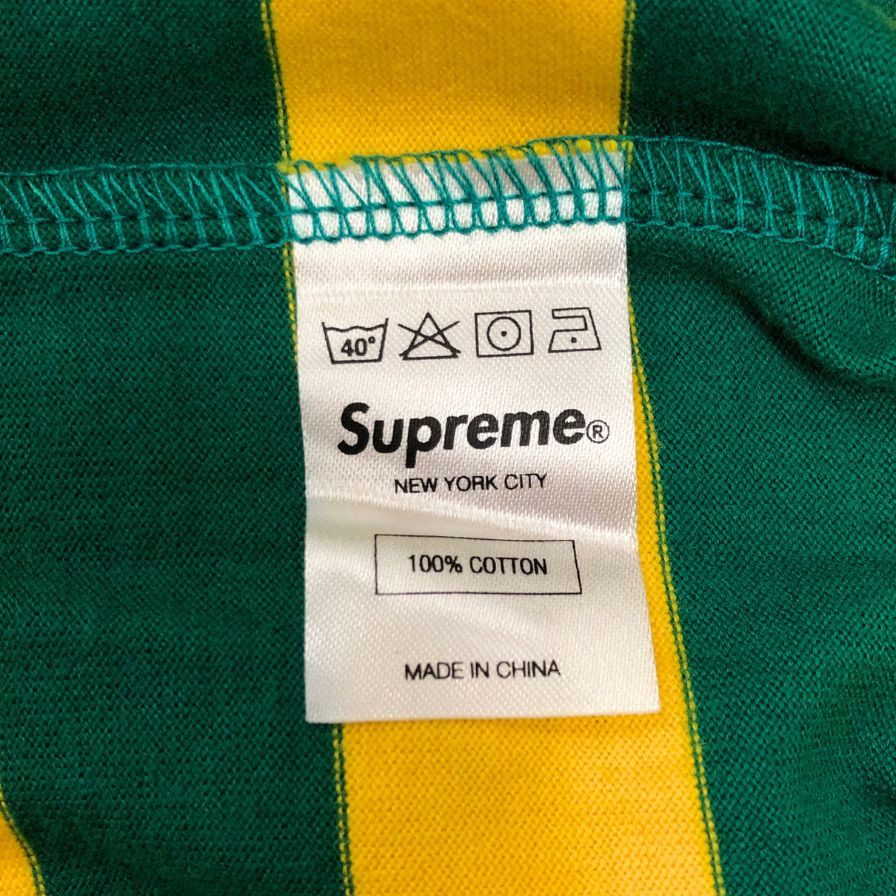 40°
Supreme®
NEW YORK CITY
100% COTTON
MADE IN CHINA